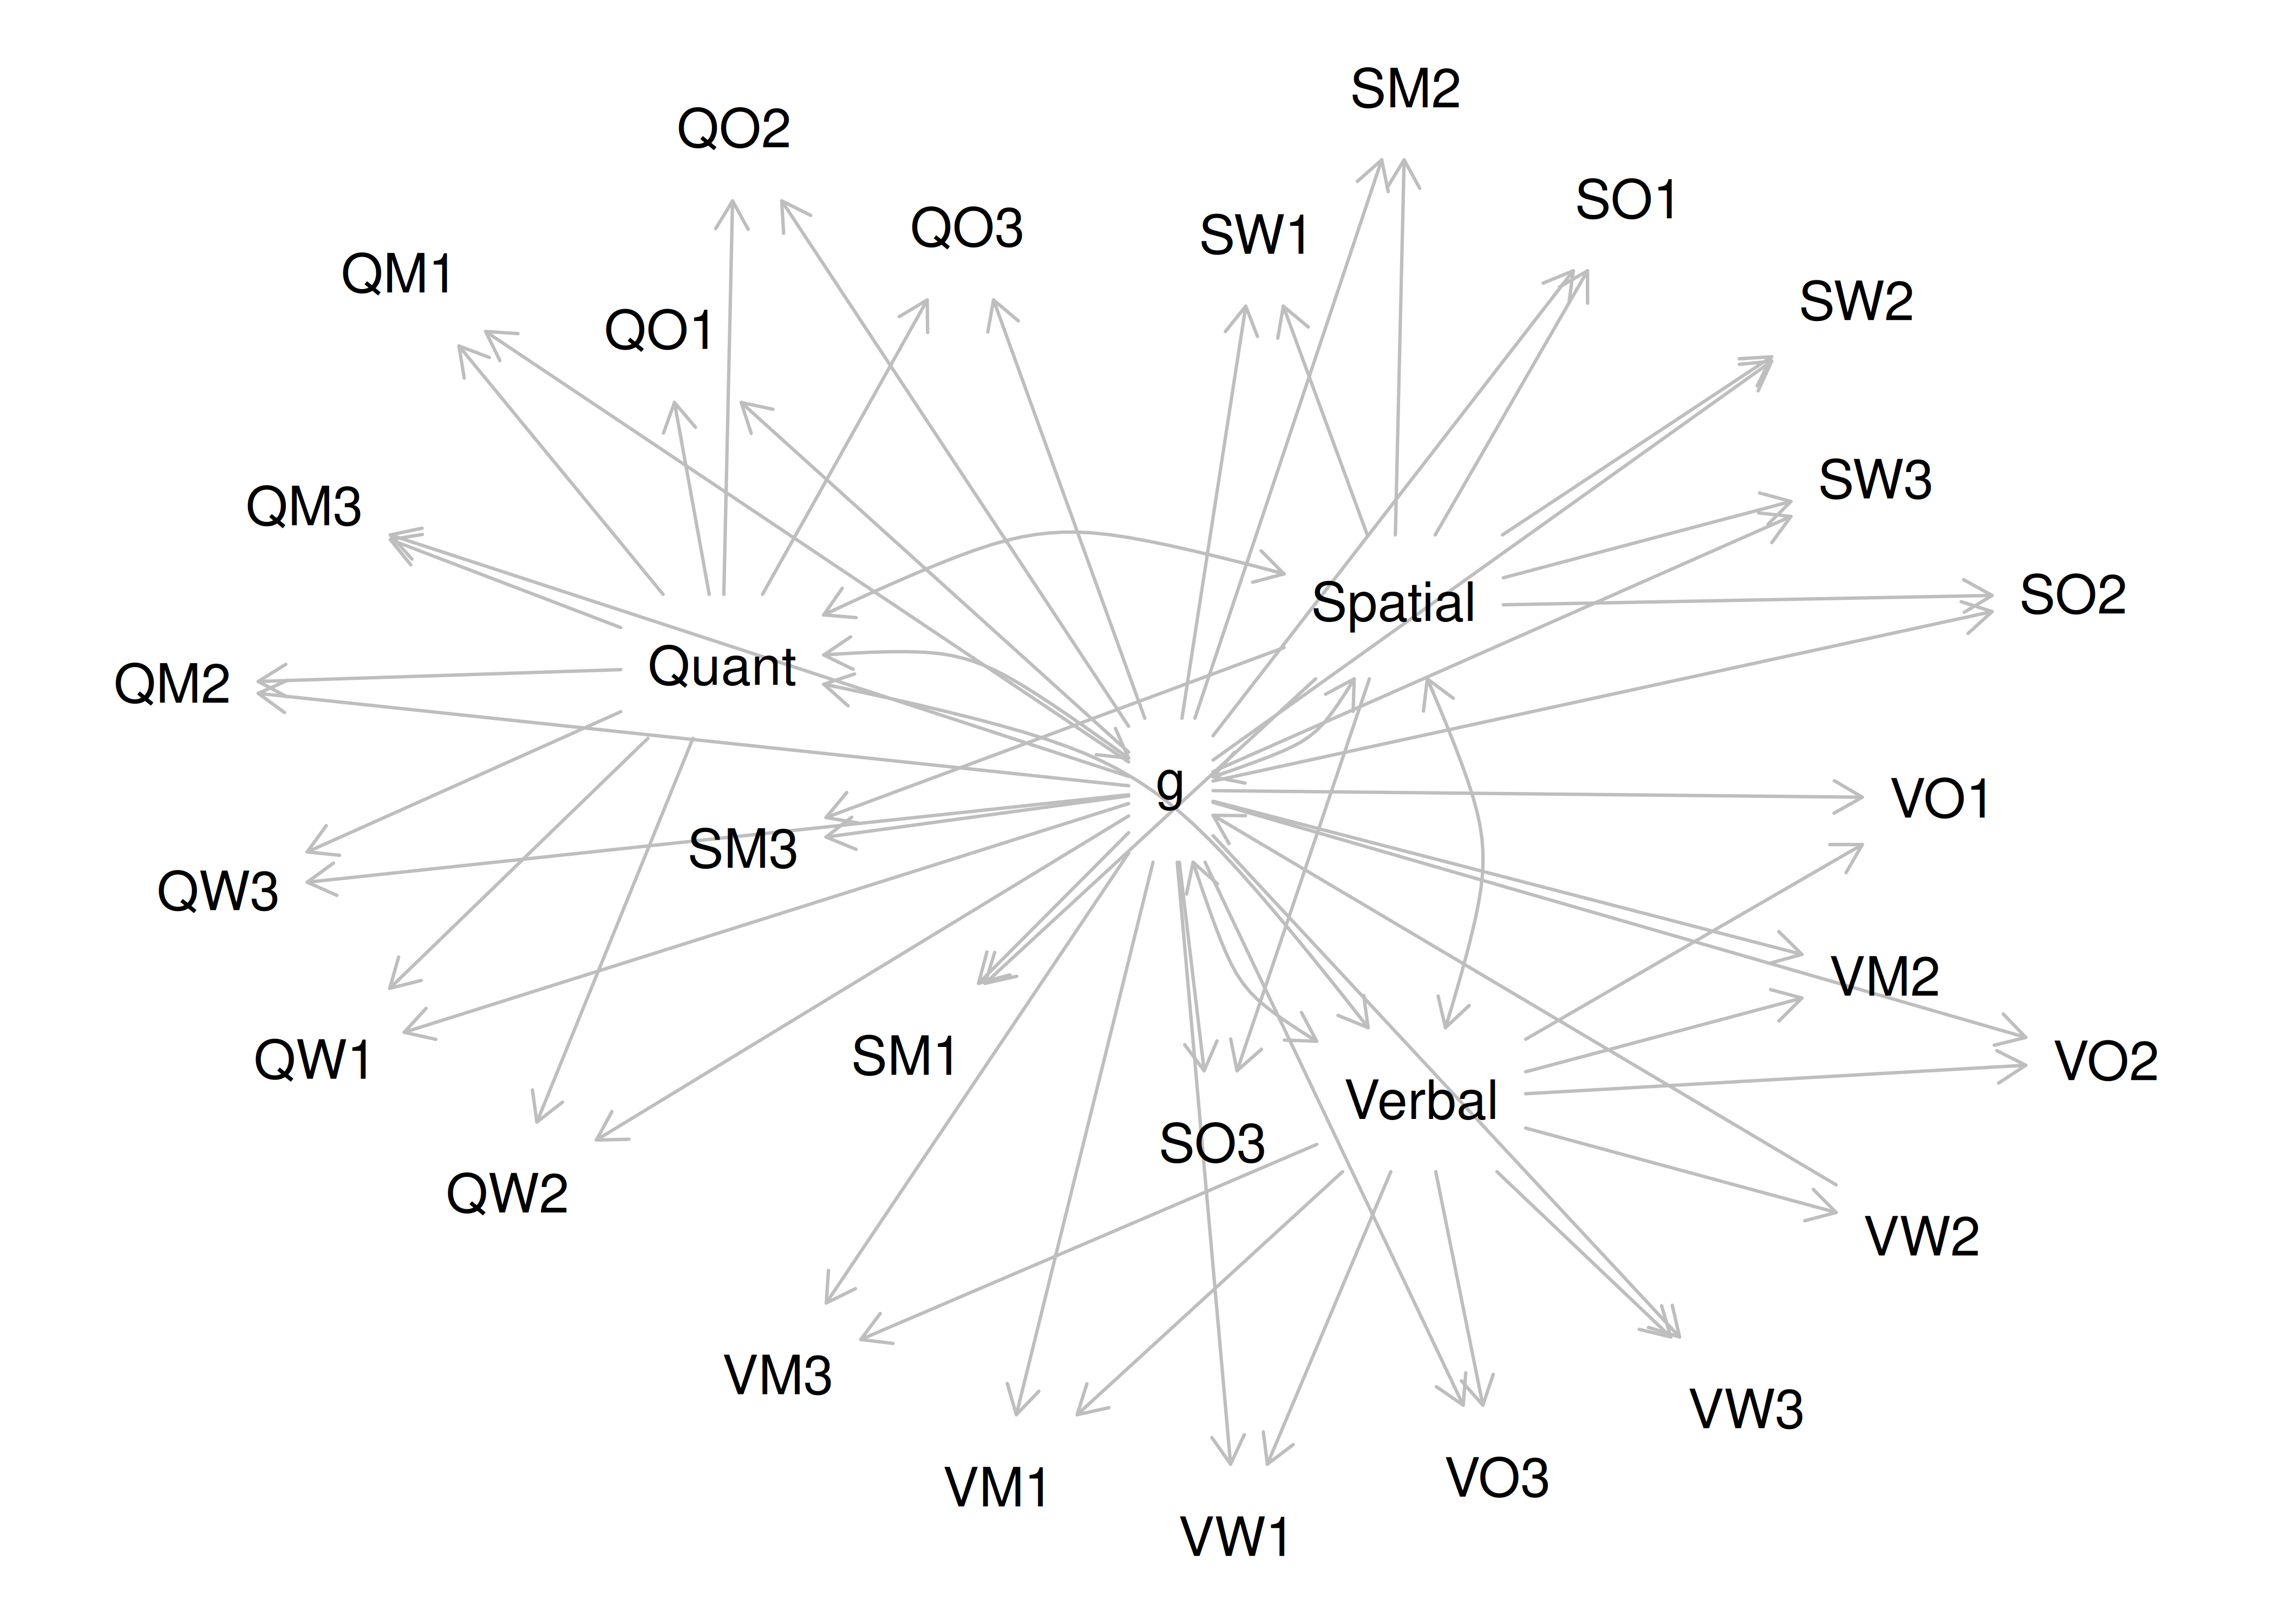 SM2
QO2
SO1
QO3
SW1
QM1
SW2
QO1
SW3
QM3
SO2
Spatial
Quant
QM2
g
VO1
SM3
QW3
VM2
SM1
QW1
VO2
Verbal
SO3
QW2
VW2
VM3
VW3
VO3
VM1
VW1